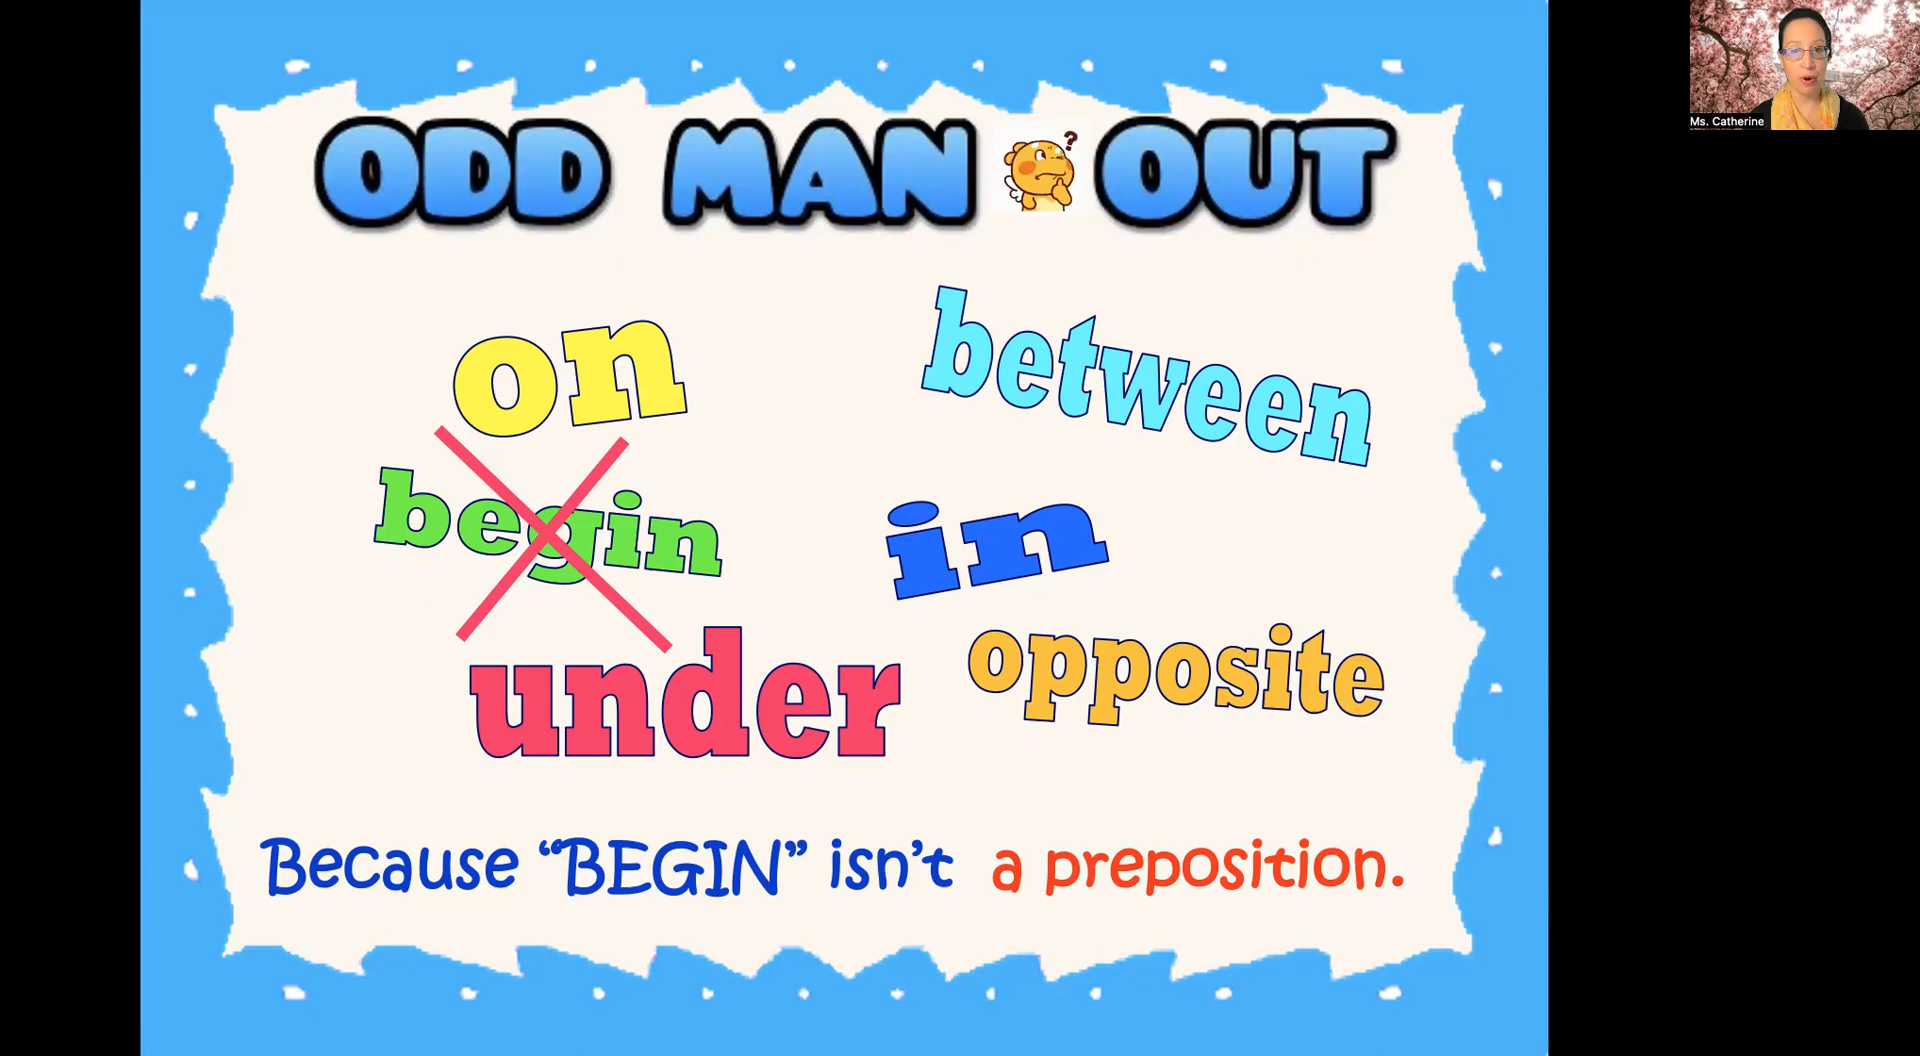 ODD MAN ? OUT
on
between
begin
in
under
opposite
Because “BEGIN” isn’t a preposition.
Ms. Catherine